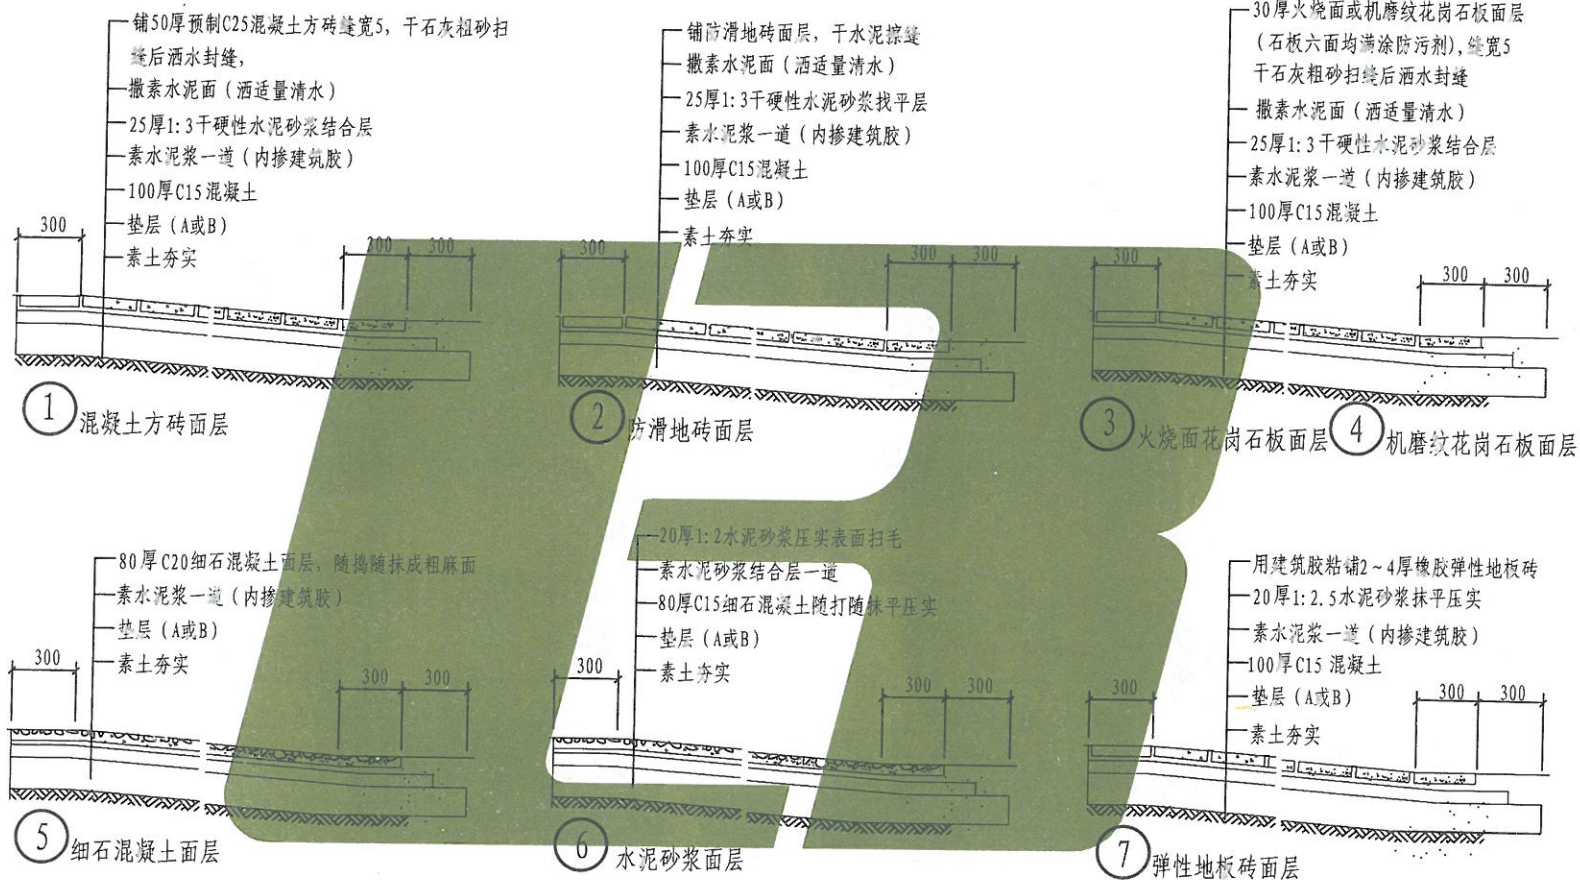 铺50厚预制C25混凝土方砖缝宽5，干石灰粗砂扫
缝后洒水封缝，
撒素水泥面（洒适量清水）
25厚1:3干硬性水泥砂浆结合层
素水泥浆一道（内掺建筑胶）
100厚C15混凝土
垫层（A或B）
素土夯实
300
300
300
① 混凝土方砖面层
铺防滑地砖面层，干水泥擦缝
撒素水泥面（洒适量清水）
25厚1:3干硬性水泥砂浆找平层
素水泥浆一道（内掺建筑胶）
100厚C15混凝土
垫层（A或B）
素土夯实
300
300
300
② 防滑地砖面层
30厚火烧面或机磨纹花岗石板面层
（石板六面均满涂防污剂），缝宽5
干石灰粗砂扫缝后洒水封缝
撒素水泥面（洒适量清水）
25厚1:3干硬性水泥砂浆结合层
素水泥浆一道（内掺建筑胶）
100厚C15混凝土
垫层（A或B）
素土夯实
300
300
300
③ 火烧面花岗石板面层
④ 机磨纹花岗石板面层
80厚C20细石混凝土面层，随捣随抹成粗麻面
素水泥浆一道（内掺建筑胶）
垫层（A或B）
素土夯实
300
300
300
⑤ 细石混凝土面层
20厚1:2水泥砂浆压实表面扫毛
素水泥砂浆结合层一道
80厚C15细石混凝土随打随抹平压实
垫层（A或B）
素土夯实
300
300
300
⑥ 水泥砂浆面层
用建筑胶粘铺2~4厚橡胶弹性地板砖
20厚1:2.5水泥砂浆抹平压实
素水泥浆一道（内掺建筑胶）
100厚C15 混凝土
垫层（A或B）
素土夯实
300
300
300
⑦ 弹性地板砖面层